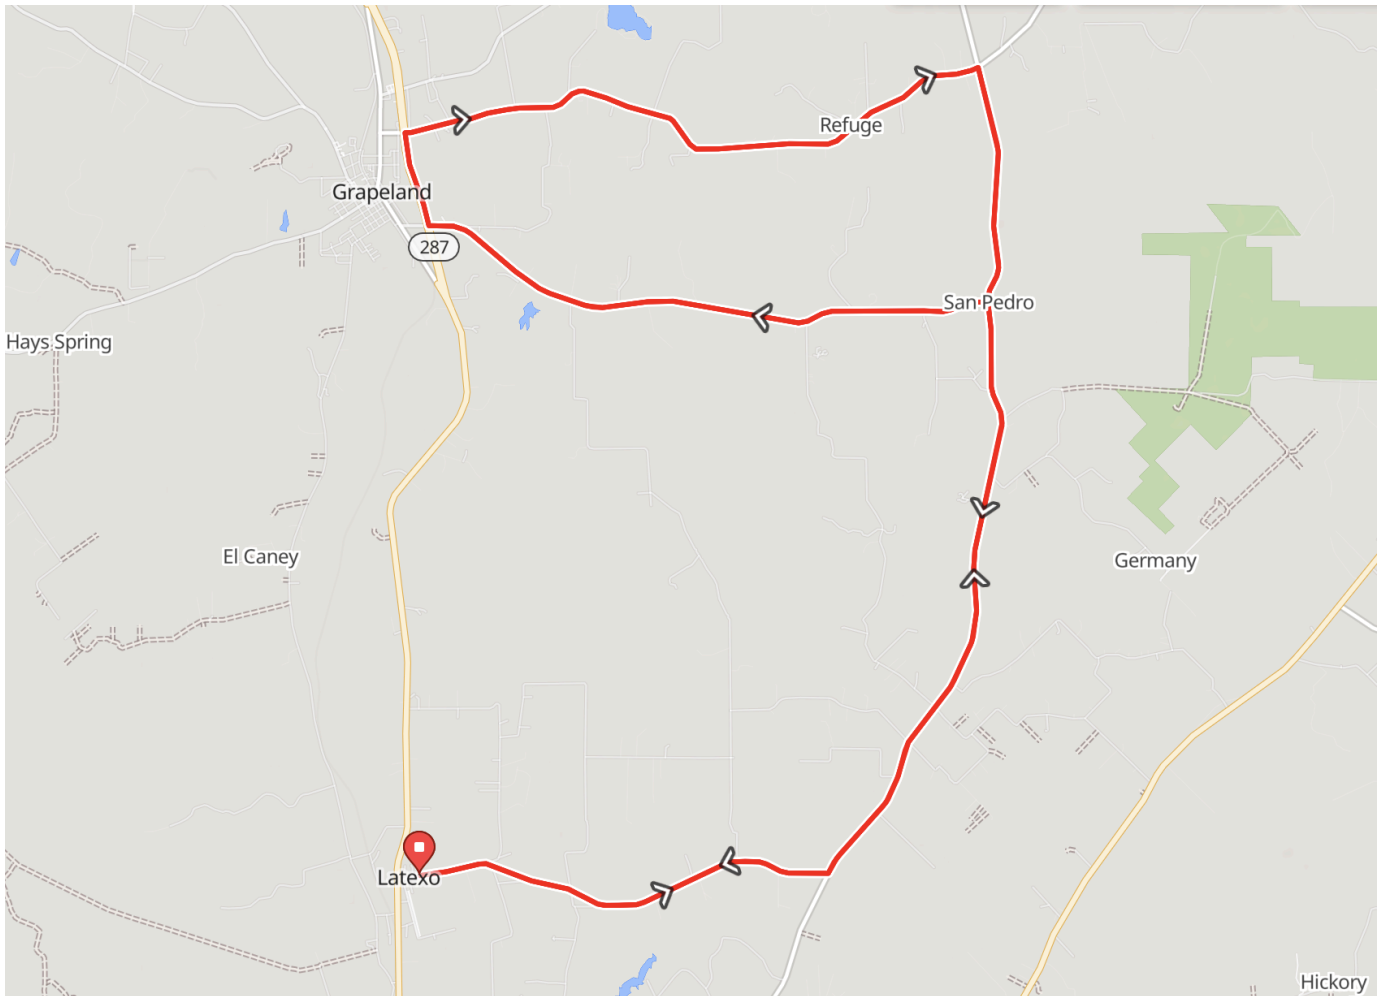 Refuge
Grapeland
287
San Pedro
Hays Spring
El Caney
Germany
Latexo
Hickory